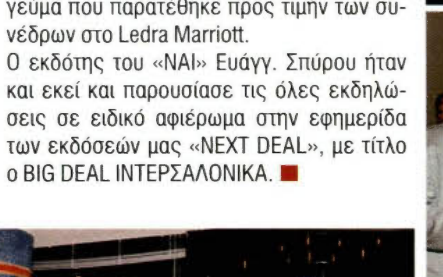 γεύμα που παρατέθηκε προς τιμήν των συ-
νέδρων στο Ledra Marriott.
Ο εκδότης του «ΝΑΙ» Ευάγγ. Σπύρου ήταν
και εκεί και παρουσίασε τις όλες εκδηλώ-
σεις σε ειδικό αφιέρωμα στην εφημερίδα
των εκδόσεών μας «NEXT DEAL», με τίτλο
ο BIG DEAL ΙΝΤΕΡΣΑΛΟΝΙΚΑ.